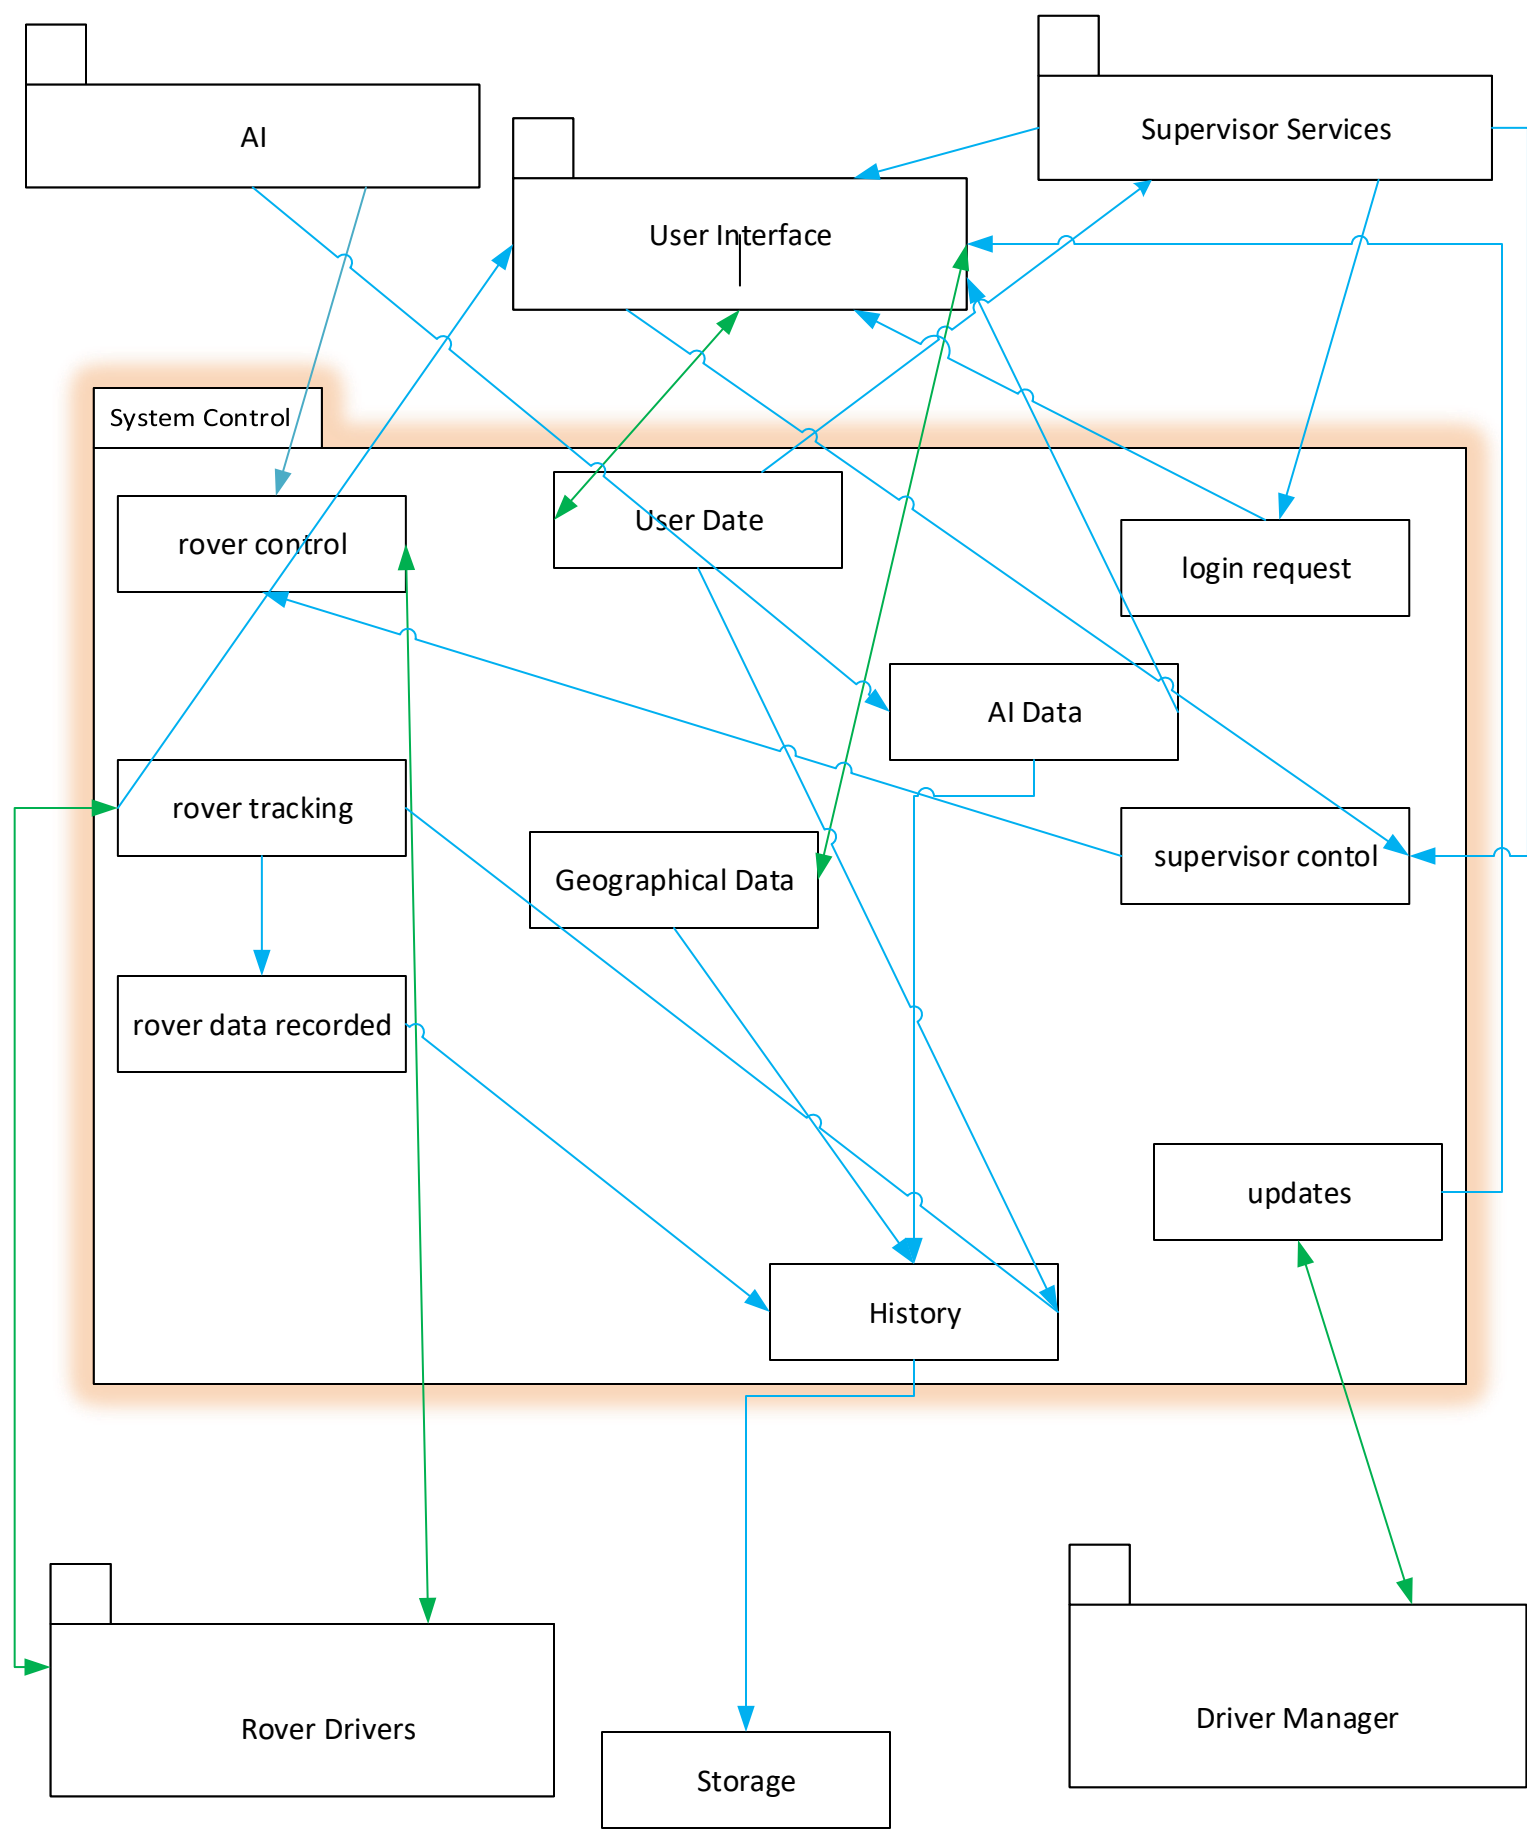 AI
Supervisor Services
User Interface
System Control
User Date
rover control
login request
AI Data
rover tracking
supervisor contol
Geographical Data
rover data recorded
updates
History
Driver Manager
Rover Drivers
Storage